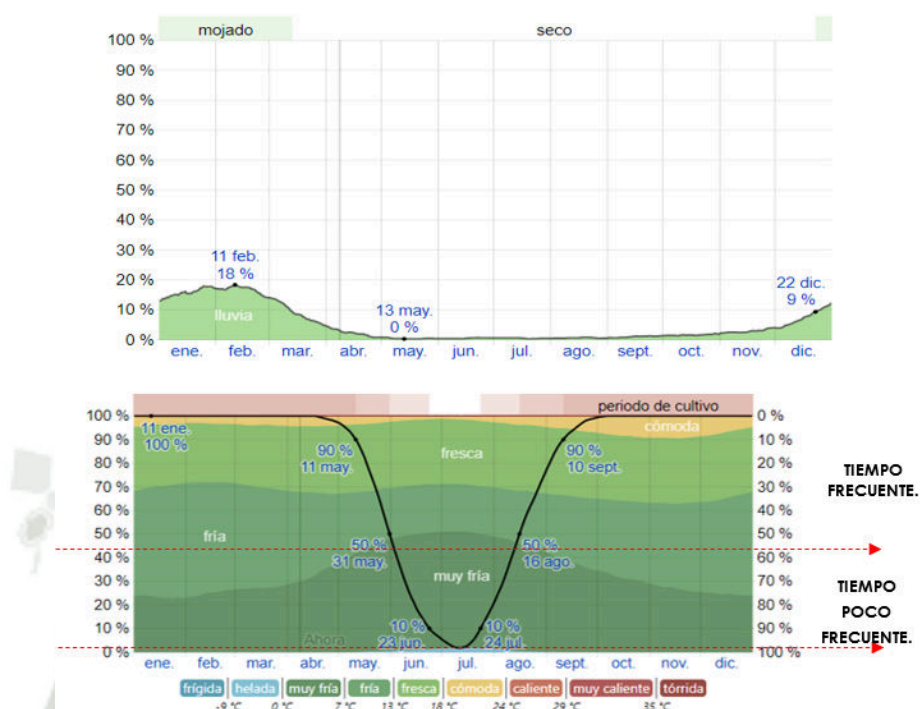 mojado seco
100 %
90 %
80 %
70 %
60 %
50 %
40 %
30 %
20 %
10 %
0 %
11 feb.
18 %
lluvia
13 may.
0 %
22 dic.
9 %
ene. feb. mar. abr. may. jun. jul. ago. sept. oct. nov. dic.
periodo de cultivo
100 % 0 %
90 % 10 %
80 % 20 %
70 % 30 %
60 % 40 %
50 % 50 %
40 % 60 %
30 % 70 %
20 % 80 %
10 % 90 %
0 % 100 %
11 ene.
100 %
90 %
11 may.
fresca
90 %
10 sept.
cómoda
fría
50 %
31 may.
muy fría
50 %
16 ago.
Ahora
10 %
23 jun.
10 %
24 jul.
ene. feb. mar. abr. may. jun. jul. ago. sept. oct. nov. dic.
frígida helada muy fría fría fresca cómoda caliente muy caliente tórrida
-9 °C 0 °C 7 °C 13 °C 18 °C 24 °C 29 °C 35 °C
TIEMPO
FRECUENTE.
TIEMPO
POCO
FRECUENTE.